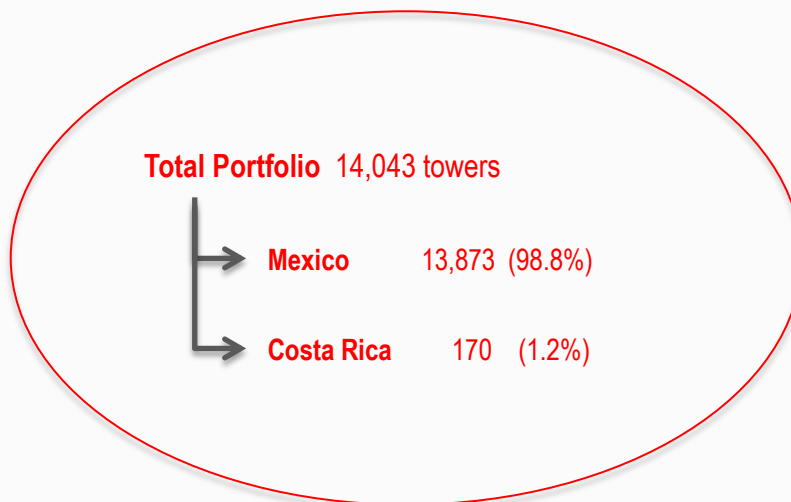 Total Portfolio 14,043 towers
Mexico 13,873 (98.8%)
Costa Rica 170 (1.2%)